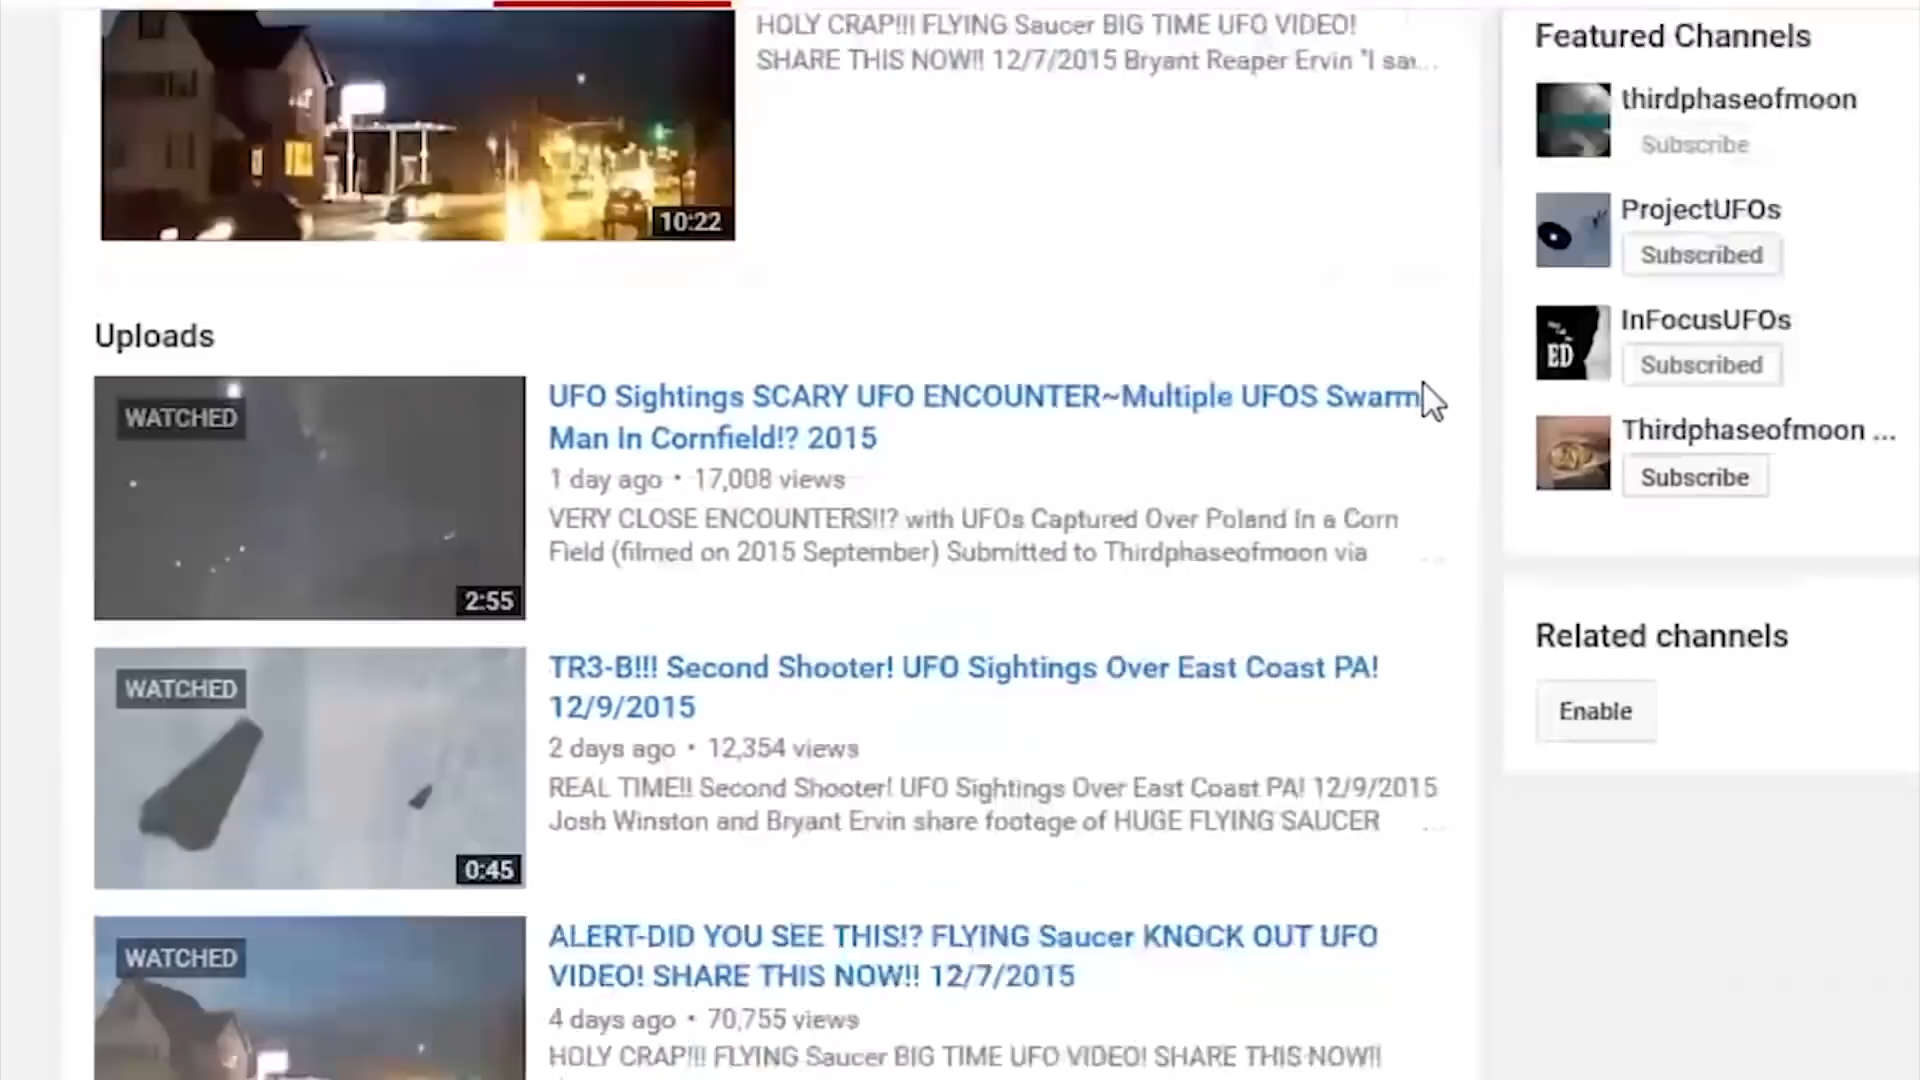 HOLY CRAP!!! FLYING Saucer BIG TIME UFO VIDEO!
SHARE THIS NOW!! 12/7/2015 Bryant Reaper Ervin "I sav...
10:22
Uploads
WATCHED
2:55
UFO Sightings SCARY UFO ENCOUNTER~Multiple UFOS Swarm
Man In Cornfield!? 2015
1 day ago • 17,008 views
VERY CLOSE ENCOUNTERS!!? with UFOs Captured Over Poland In a Corn
Field (filmed on 2015 September) Submitted to Thirdphaseofmoon via
...
WATCHED
0:45
TR3-B!!! Second Shooter! UFO Sightings Over East Coast PA!
12/9/2015
2 days ago • 12,354 views
REAL TIME!! Second Shooter! UFO Sightings Over East Coast PA! 12/9/2015
Josh Winston and Bryant Ervin share footage of HUGE FLYING SAUCER ...
WATCHED
ALERT-DID YOU SEE THIS!? FLYING Saucer KNOCK OUT UFO
VIDEO! SHARE THIS NOW!! 12/7/2015
4 days ago • 70,755 views
HOLY CRAP!!! FLYING Saucer BIG TIME UFO VIDEO! SHARE THIS NOW!!
Featured Channels
thirdphaseofmoon
Subscribe
ProjectUFOs
Subscribed
InFocusUFOs
Subscribed
ED
Thirdphaseofmoon ...
Subscribe
Related channels
Enable